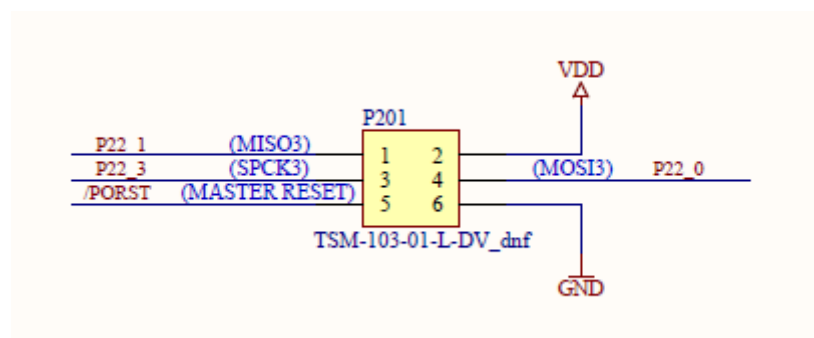 VDD
P201
P22_1 (MISO3) 1 2
P22_3 (SPCK3) 3 4 (MOSI3) P22_0
/PORST (MASTER RESET) 5 6
TSM-103-01-L-DV_dnf
GND